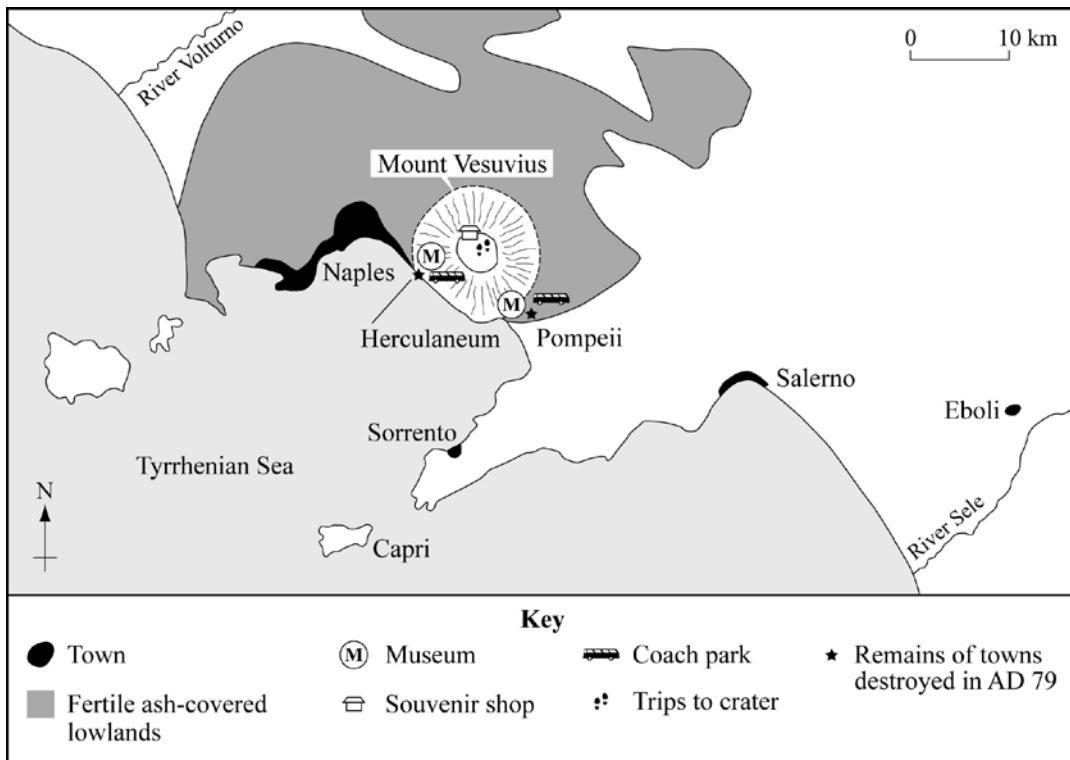 River Volturno
0 10 km
Mount Vesuvius
M
Naples
M
Herculaneum
Pompeii
Salerno
Eboli
Sorrento
Tyrrhenian Sea
N
Capri
River Sele
Key
Town
M Museum
Coach park
Remains of towns
destroyed in AD 79
Fertile ash-covered
lowlands
Souvenir shop
Trips to crater